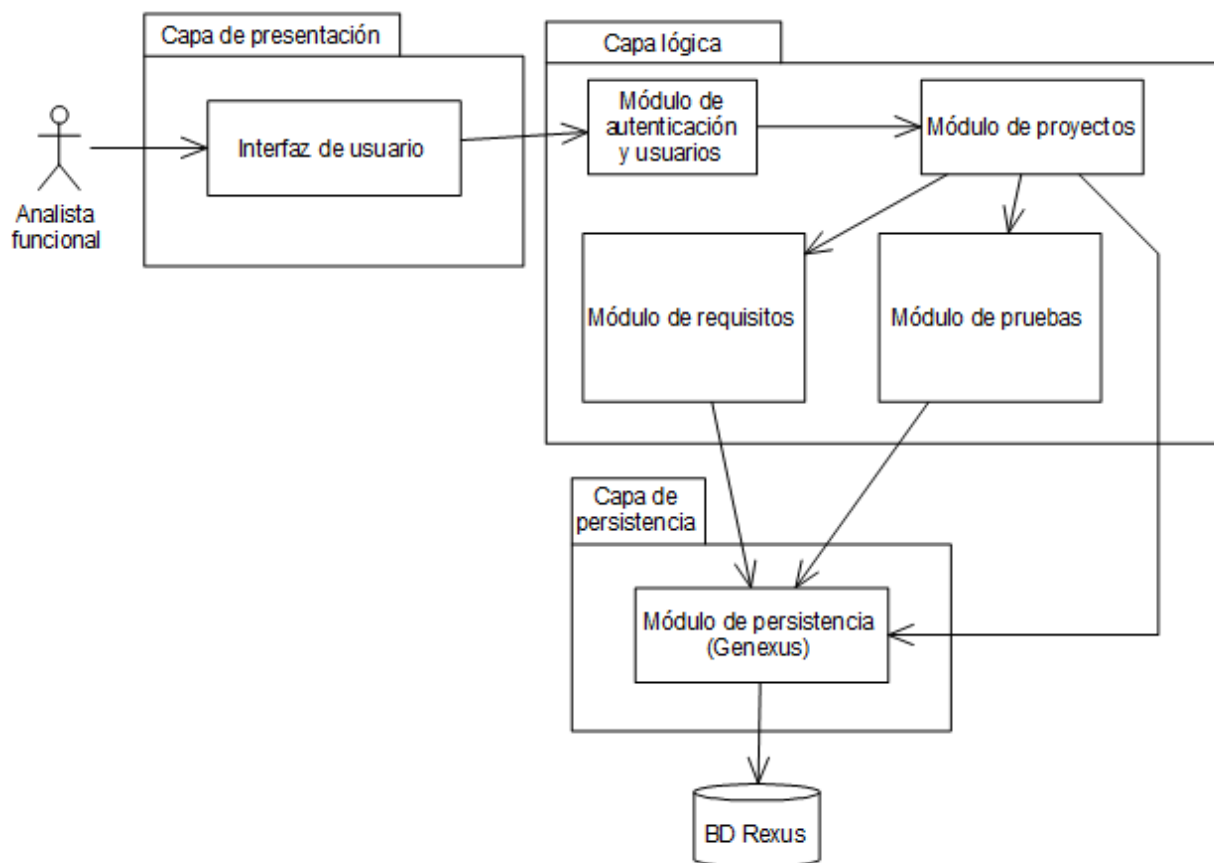 Capa de presentación
Capa lógica
Interfaz de usuario
Módulo de
autenticación
y usuarios
Módulo de proyectos
Analista
funcional
Módulo de requisitos
Módulo de pruebas
Capa de
persistencia
Módulo de persistencia
(Genexus)
BD Rexus